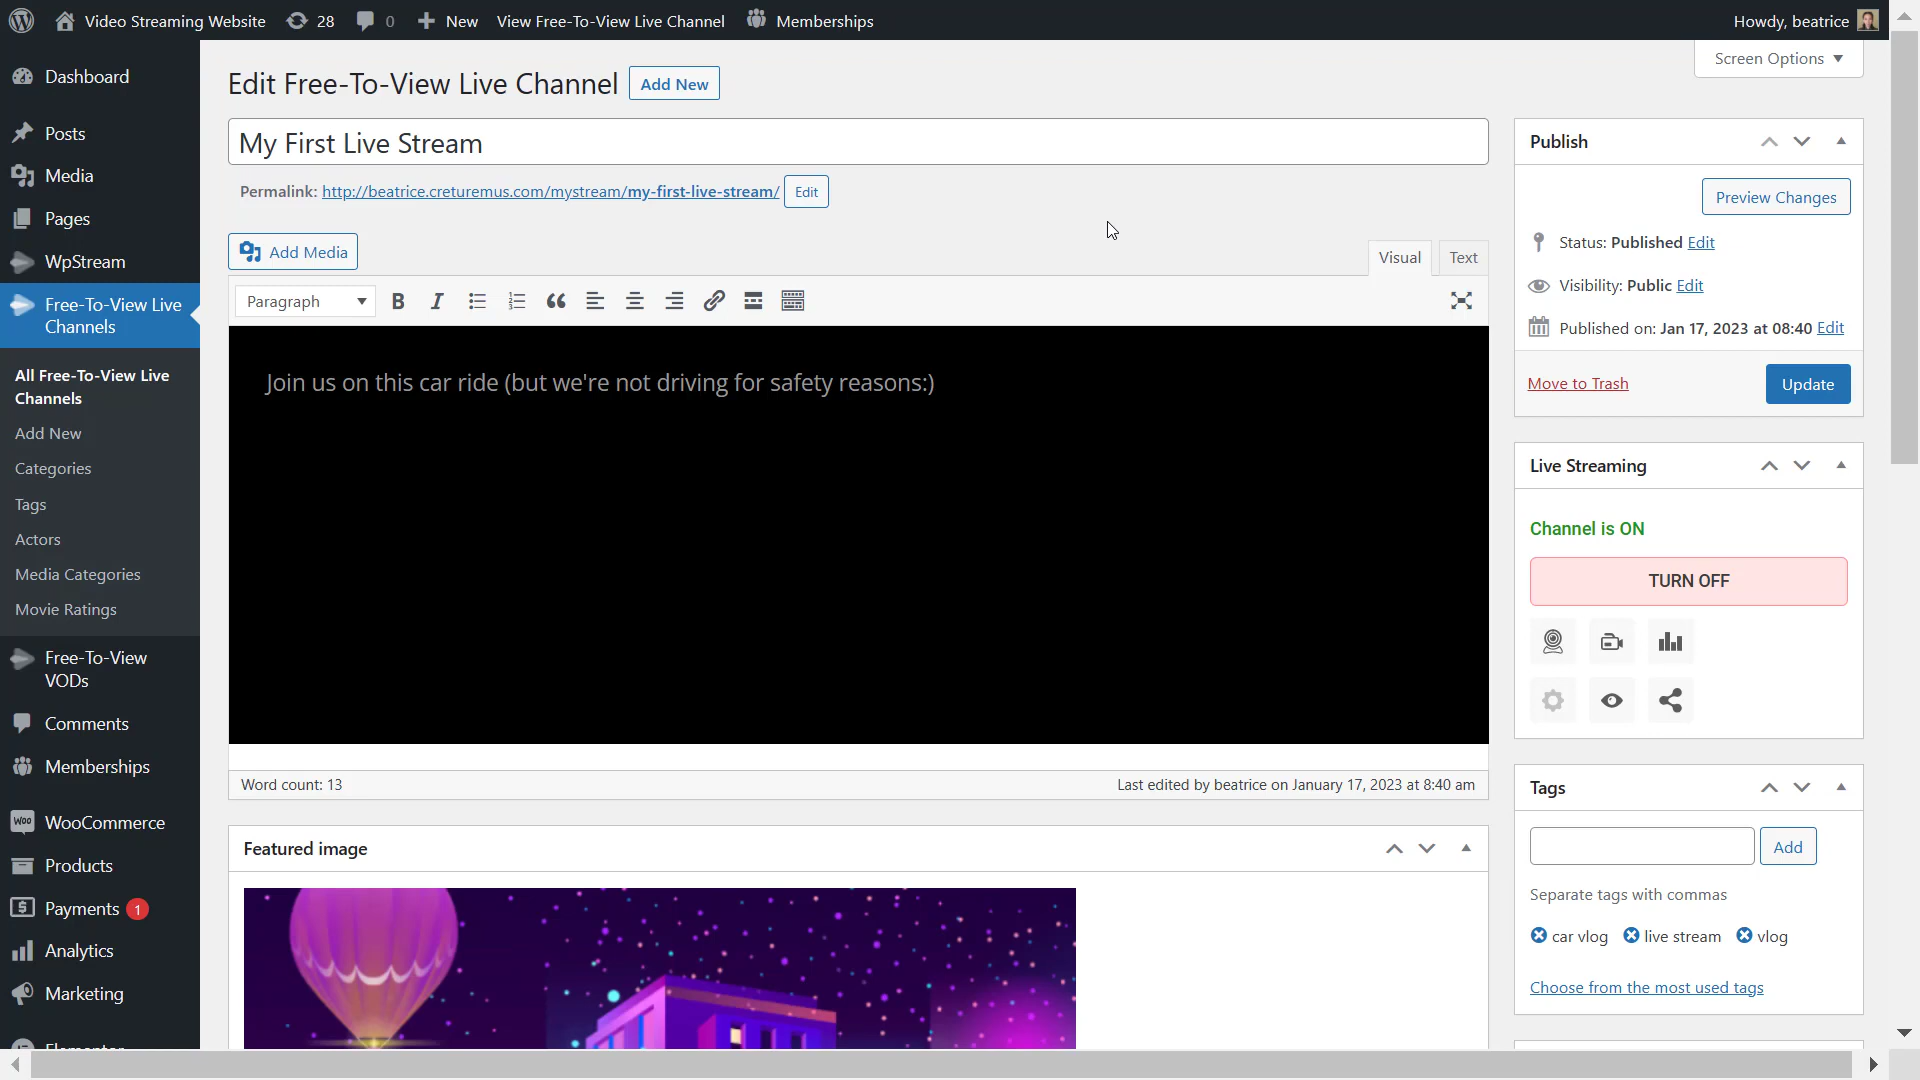 Video Streaming Website 28 0 New View Free-To-View Live Channel Memberships Howdy, beatrice
Screen Options
Dashboard
Posts
Media
Pages
WpStream
Free-To-View Live
Channels
All Free-To-View Live
Channels
Add New
Categories
Tags
Actors
Media Categories
Movie Ratings
Free-To-View
VODs
Comments
Memberships
Woo WooCommerce
Products
Payments 1
Analytics
Marketing
Edit Free-To-View Live Channel Add New
My First Live Stream
Permalink: http://beatrice.creturemus.com/mystream/my-first-live-stream/ Edit
Add Media
Visual Text
Paragraph
Join us on this car ride (but we're not driving for safety reasons:)
Word count: 13 Last edited by beatrice on January 17, 2023 at 8:40 am
Featured image
Publish
Preview Changes
Status: Published Edit
Visibility: Public Edit
Published on: Jan 17, 2023 at 08:40 Edit
Move to Trash Update
Live Streaming
Channel is ON
TURN OFF
Tags
Add
Separate tags with commas
car vlog live stream vlog
Choose from the most used tags